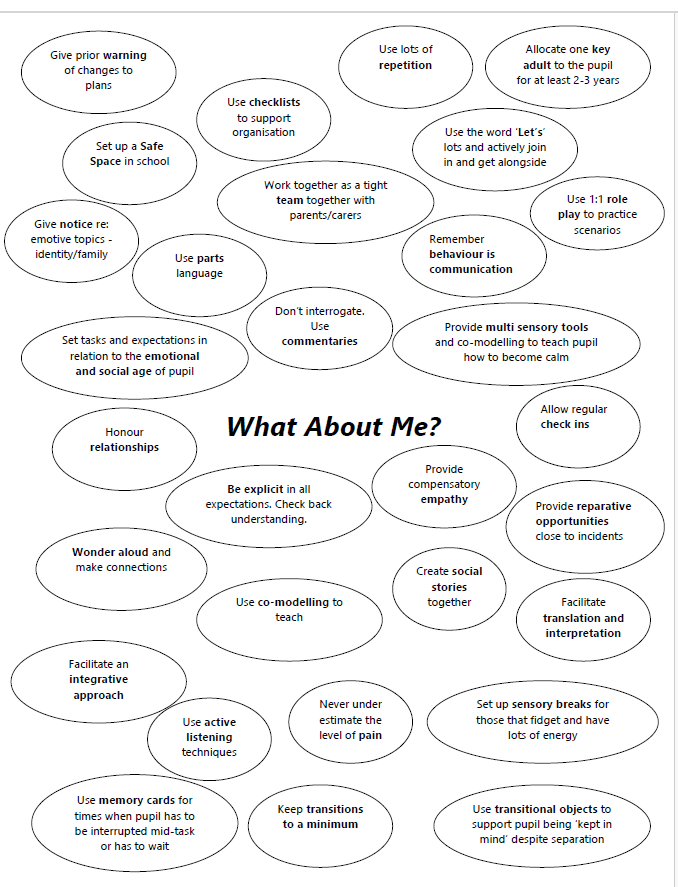 Give prior warning
of changes to
plans
Use lots of
repetition
Allocate one key
adult to the pupil
for at least 2-3 years
Use checklists
to support
organisation
Set up a Safe
Space in school
Use the word ‘Let’s’
lots and actively join
in and get alongside
Work together as a tight
team together with
parents/carers
Use 1:1 role
play to practice
scenarios
Give notice re:
emotive topics -
identity/family
Use parts
language
Remember
behaviour is
communication
Don’t interrogate.
Use
commentaries
Set tasks and expectations in
relation to the emotional
and social age of pupil
Provide multi sensory tools
and co-modelling to teach pupil
how to become calm
What About Me?
Honour
relationships
Allow regular
check ins
Be explicit in all
expectations. Check back
understanding.
Provide
compensatory
empathy
Provide reparative
opportunities
close to incidents
Wonder aloud and
make connections
Use co-modelling to
teach
Create social
stories
together
Facilitate
translation and
interpretation
Facilitate an
integrative
approach
Use active
listening
techniques
Never under
estimate the
level of pain
Set up sensory breaks for
those that fidget and have
lots of energy
Use memory cards for
times when pupil has to
be interrupted mid-task
or has to wait
Keep transitions
to a minimum
Use transitional objects to
support pupil being ‘kept in
mind’ despite separation